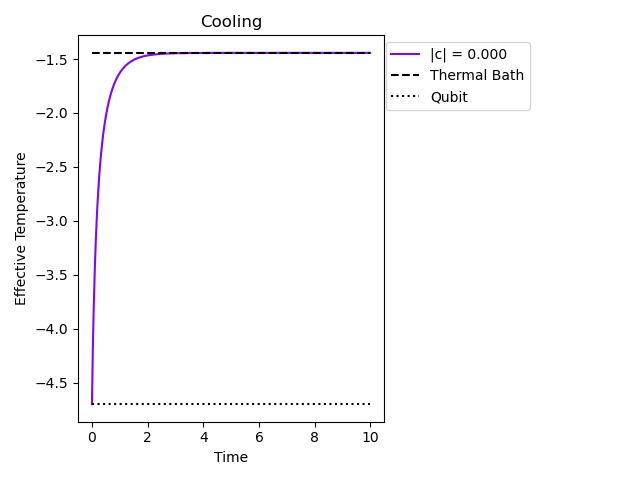 Cooling
|c| = 0.000
Thermal Bath
Qubit
Effective Temperature
−1.5
−2.0
−2.5
−3.0
−3.5
−4.0
−4.5
0 2 4 6 8 10
Time